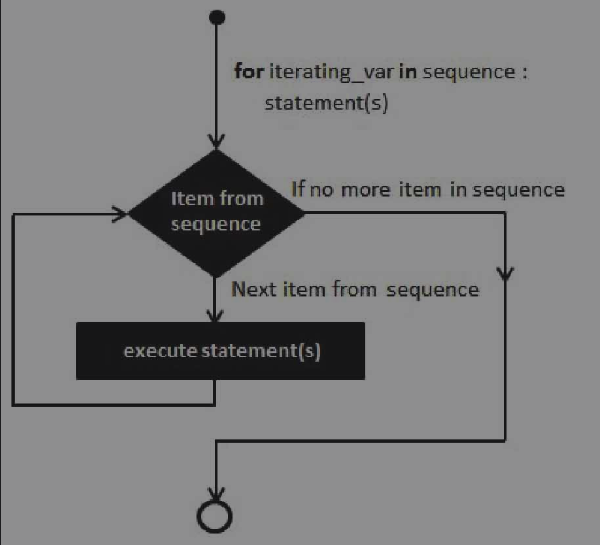 for iterating_var in sequence :
statement(s)
If no more item in sequence
Item from
sequence
Next item from sequence
execute statement(s)